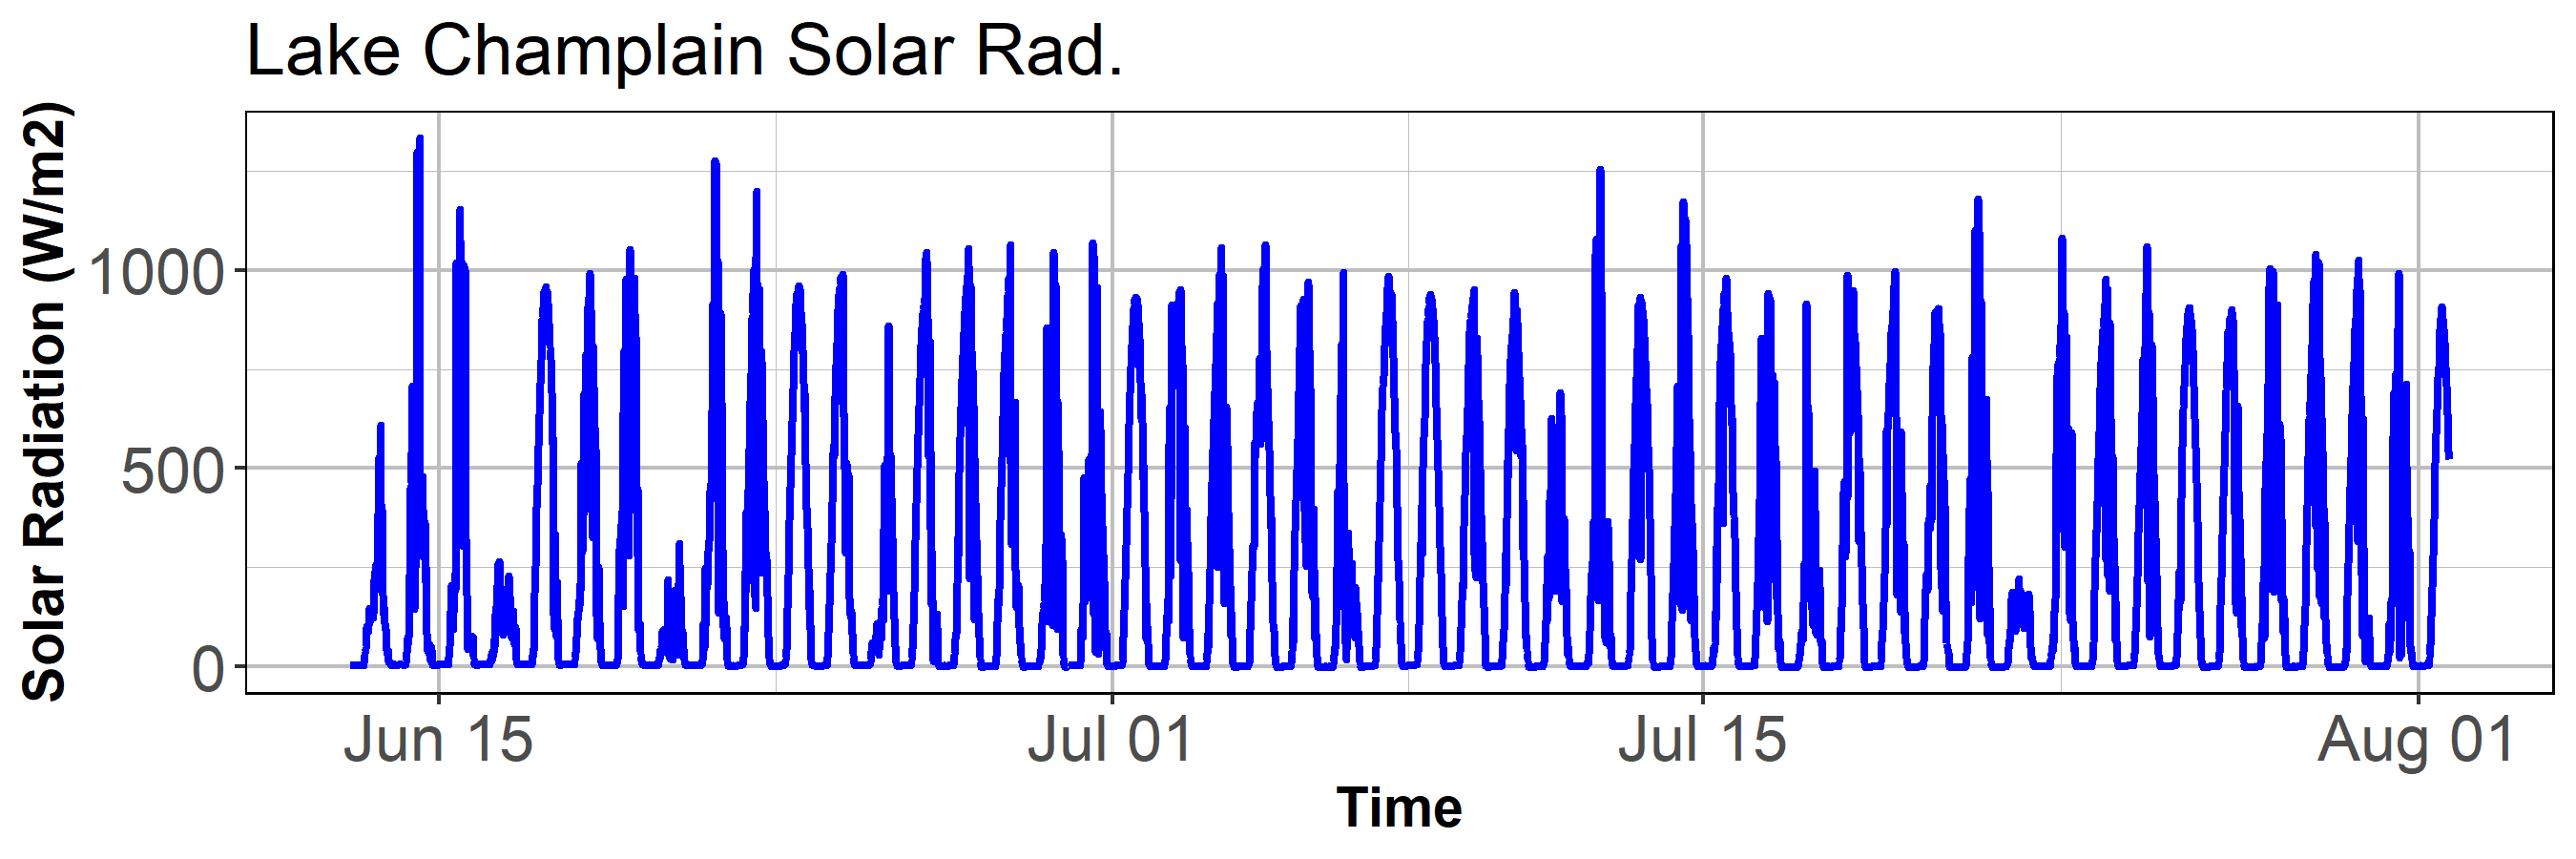 Lake Champlain Solar Rad.
Solar Radiation (W/m2)
1000
500
0
Jun 15
Jul 01
Jul 15
Aug 01
Time